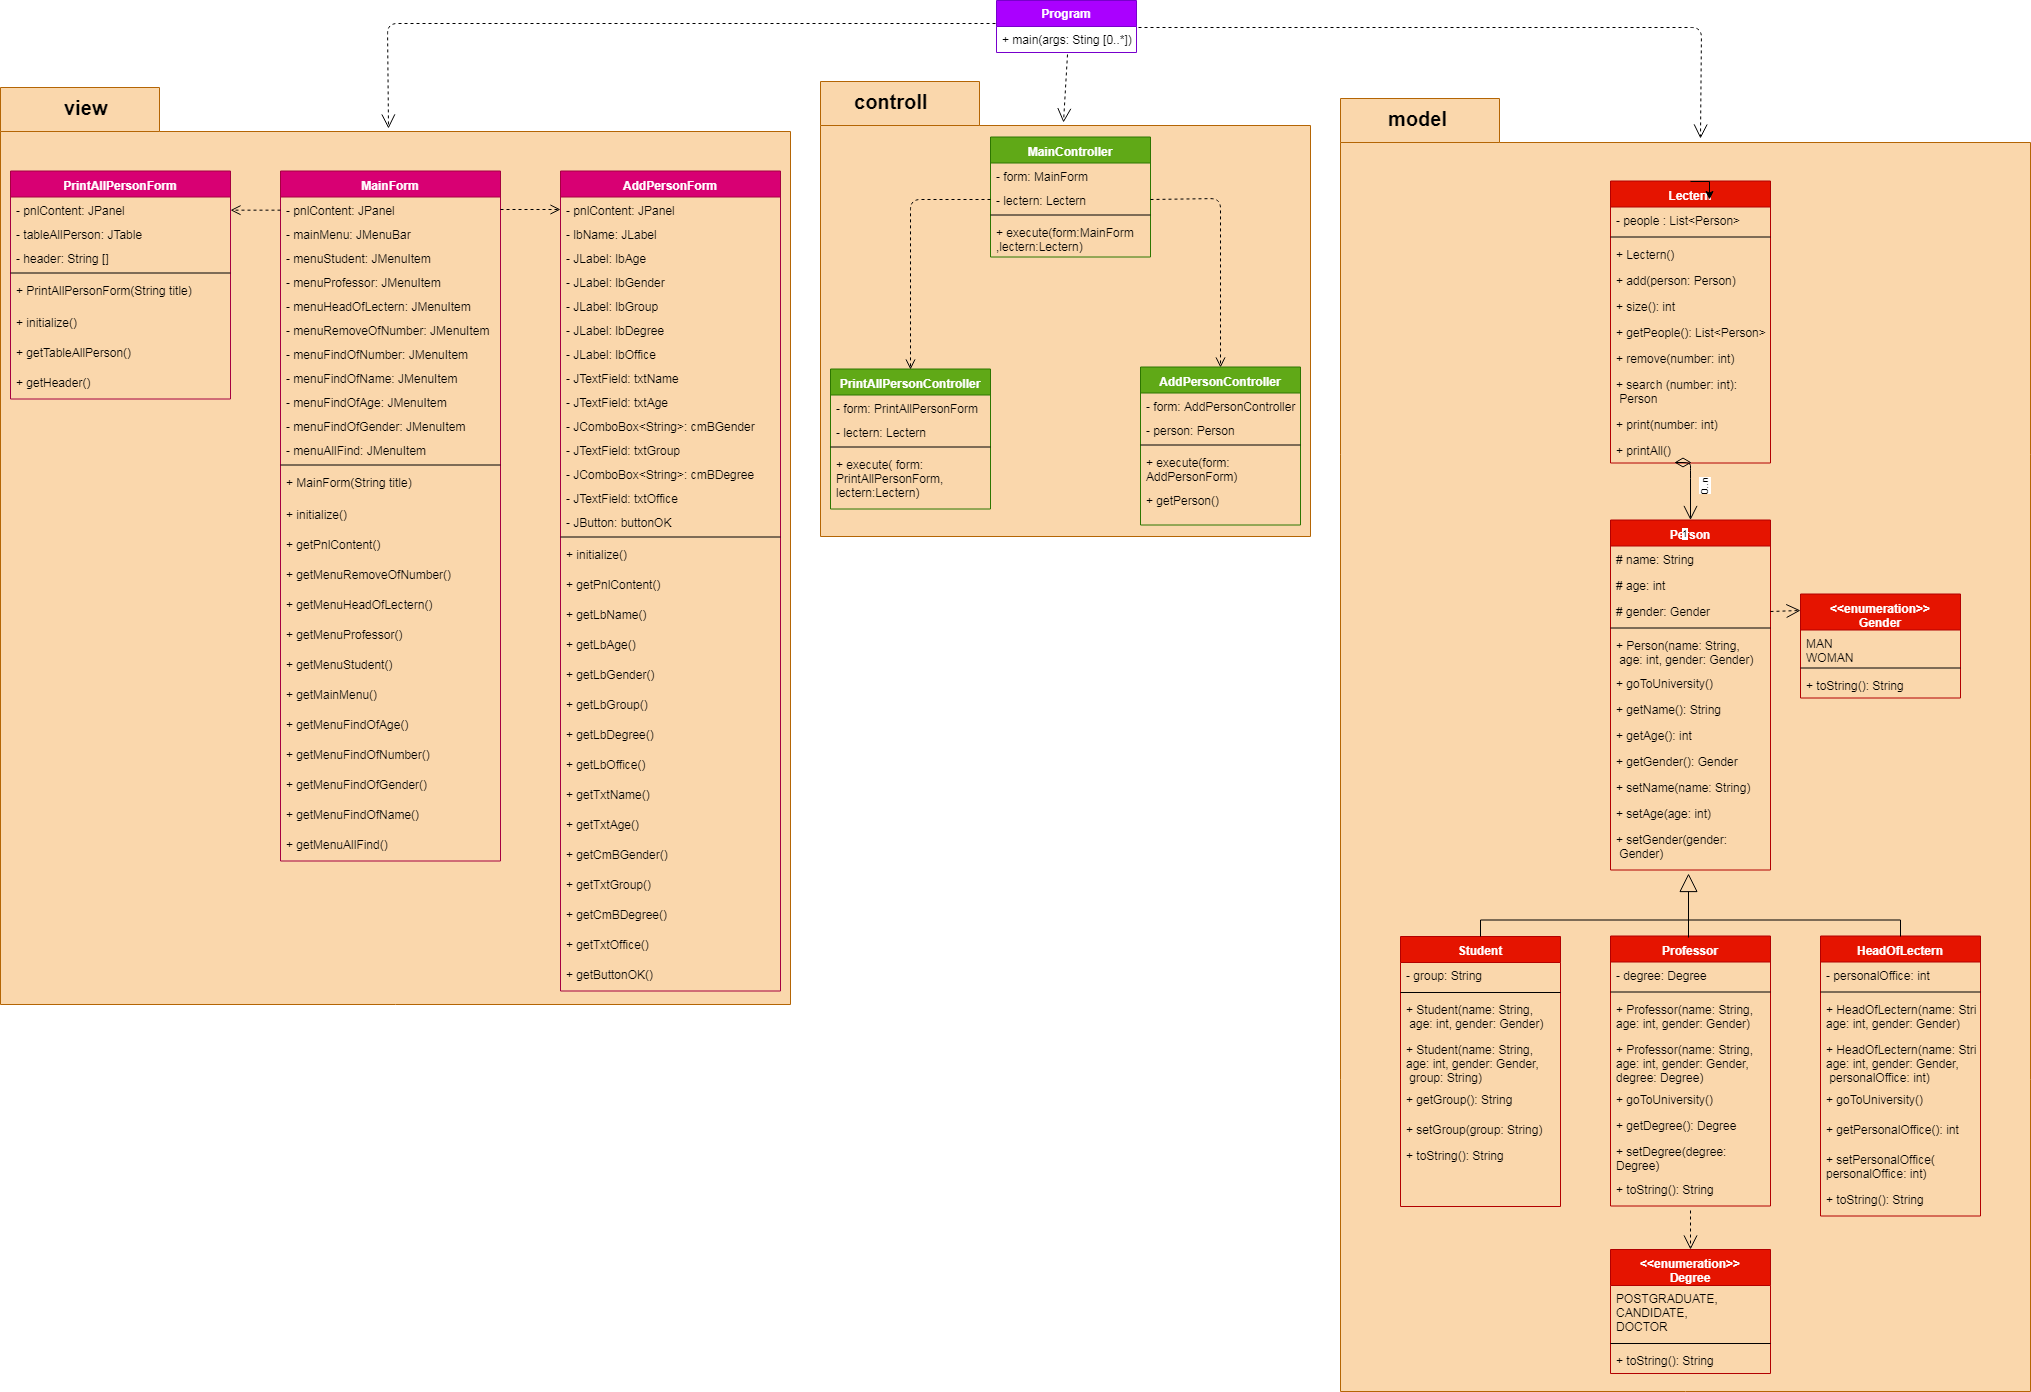 Program
+ main(args: Sting [0..*])
view
PrintAllPersonForm
- pnlContent: JPanel
- tableAllPerson: JTable
- header: String []
+ PrintAllPersonForm(String title)
+ initialize()
+ getTableAllPerson()
+ getHeader()
MainForm
- pnlContent: JPanel
- mainMenu: JMenuBar
- menuStudent: JMenuItem
- menuProfessor: JMenuItem
- menuHeadOfLectern: JMenuItem
- menuRemoveOfNumber: JMenuItem
- menuFindOfNumber: JMenuItem
- menuFindOfName: JMenuItem
- menuFindOfAge: JMenuItem
- menuFindOfGender: JMenuItem
- menuAllFind: JMenuItem
+ MainForm(String title)
+ initialize()
+ getPnlContent()
+ getMenuRemoveOfNumber()
+ getMenuHeadOfLectern()
+ getMenuProfessor()
+ getMenuStudent()
+ getMainMenu()
+ getMenuFindOfAge()
+ getMenuFindOfNumber()
+ getMenuFindOfGender()
+ getMenuFindOfName()
+ getMenuAllFind()
AddPersonForm
- pnlContent: JPanel
- lbName: JLabel
- JLabel: lbAge
- JLabel: lbGender
- JLabel: lbGroup
- JLabel: lbDegree
- JLabel: lbOffice
- JTextField: txtName
- JTextField: txtAge
- JComboBox<String>: cmBGender
- JTextField: txtGroup
- JComboBox<String>: cmBDegree
- JTextField: txtOffice
- JButton: buttonOK
+ initialize()
+ getPnlContent()
+ getLbName()
+ getLbAge()
+ getLbGender()
+ getLbGroup()
+ getLbDegree()
+ getLbOffice()
+ getTxtName()
+ getTxtAge()
+ getCmBGender()
+ getTxtGroup()
+ getCmBDegree()
+ getTxtOffice()
+ getButtonOK()
controll
MainController
- form: MainForm
- lectern: Lectern
+ execute(form:MainForm
,lectern:Lectern)
PrintAllPersonController
- form: PrintAllPersonForm
- lectern: Lectern
+ execute( form:
PrintAllPersonForm,
lectern:Lectern)
AddPersonController
- form: AddPersonController
- person: Person
+ execute(form:
AddPersonForm)
+ getPerson()
model
Lectern
- people : List<Person>
+ Lectern()
+ add(person: Person)
+ size(): int
+ getPeople(): List<Person>
+ remove(number: int)
+ search (number: int):
Person
+ print(number: int)
+ printAll()
0..n
Person
# name: String
# age: int
# gender: Gender
+ Person(name: String,
age: int, gender: Gender)
+ goToUniversity()
+ getName(): String
+ getAge(): int
+ getGender(): Gender
+ setName(name: String)
+ setAge(age: int)
+ setGender(gender:
Gender)
<<enumeration>>
Gender
MAN
WOMAN
+ toString(): String
Student
- group: String
+ Student(name: String,
age: int, gender: Gender)
+ Student(name: String,
age: int, gender: Gender,
group: String)
+ getGroup(): String
+ setGroup(group: String)
+ toString(): String
Professor
- degree: Degree
+ Professor(name: String,
age: int, gender: Gender)
+ Professor(name: String,
age: int, gender: Gender,
degree: Degree)
+ goToUniversity()
+ getDegree(): Degree
+ setDegree(degree:
Degree)
+ toString(): String
HeadOfLectern
- personalOffice: int
+ HeadOfLectern(name: Stri
age: int, gender: Gender)
+ HeadOfLectern(name: Stri
age: int, gender: Gender,
personalOffice: int)
+ goToUniversity()
+ getPersonalOffice(): int
+ setPersonalOffice(
personalOffice: int)
+ toString(): String
<<enumeration>>
Degree
POSTGRADUATE,
CANDIDATE,
DOCTOR
+ toString(): String